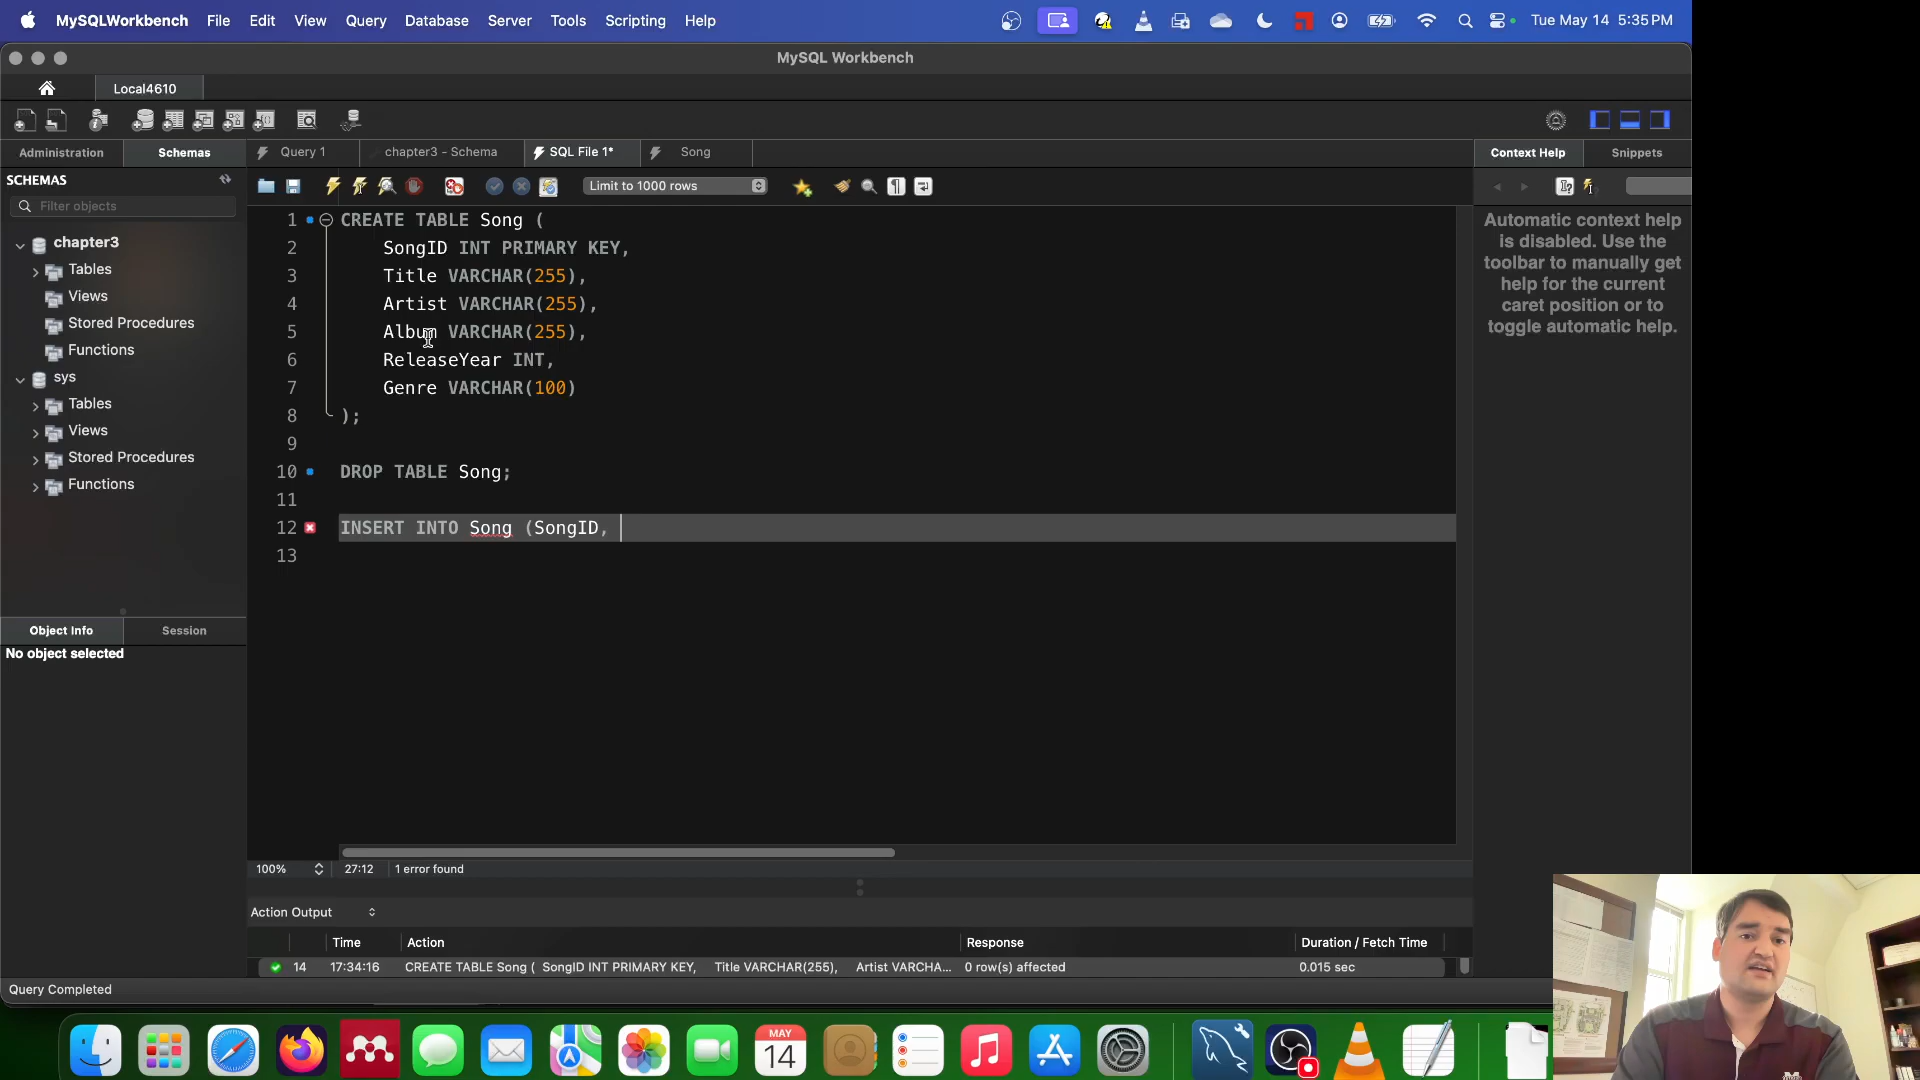 MySQLWorkbench File Edit View Query Database Server Tools Scripting Help
Tue May 14 5:35 PM
MySQL Workbench
Local4610
Administration Schemas
Query 1 chapter3 - Schema SQL File 1* Song
Context Help Snippets
SCHEMAS
Filter objects
chapter3
Tables
Views
Stored Procedures
Functions
sys
Tables
Views
Stored Procedures
Functions
Object Info Session
No object selected
Limit to 1000 rows
1 CREATE TABLE Song (
2 SongID INT PRIMARY KEY,
3 Title VARCHAR(255),
4 Artist VARCHAR(255),
5 Album VARCHAR(255),
6 ReleaseYear INT,
7 Genre VARCHAR(100)
8 );
9
10 DROP TABLE Song;
11
12 INSERT INTO Song (SongID,
13
Automatic context help
is disabled. Use the
toolbar to manually get
help for the current
caret position or to
toggle automatic help.
100% 27:12 1 error found
Action Output
Time Action Response Duration / Fetch Time
14 17:34:16 CREATE TABLE Song ( SongID INT PRIMARY KEY, Title VARCHAR(255), Artist VARCHA... 0 row(s) affected 0.015 sec
Query Completed
MAY
14